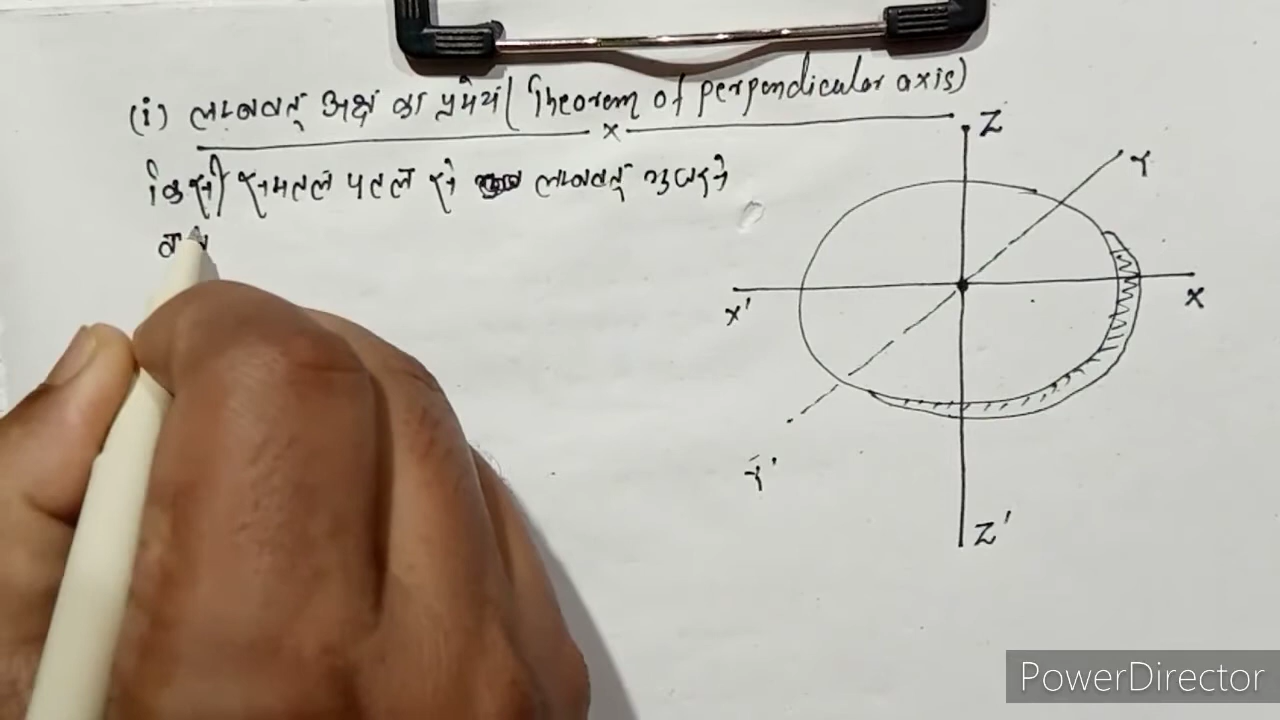 (i) लम्बवत् अक्ष का प्रमेय (Theorem of perpendicular axis)
x
किसी समतल पटल से लम्बवत् गुजरने
Z
Y
X'
X
Y'
Z'
PowerDirector